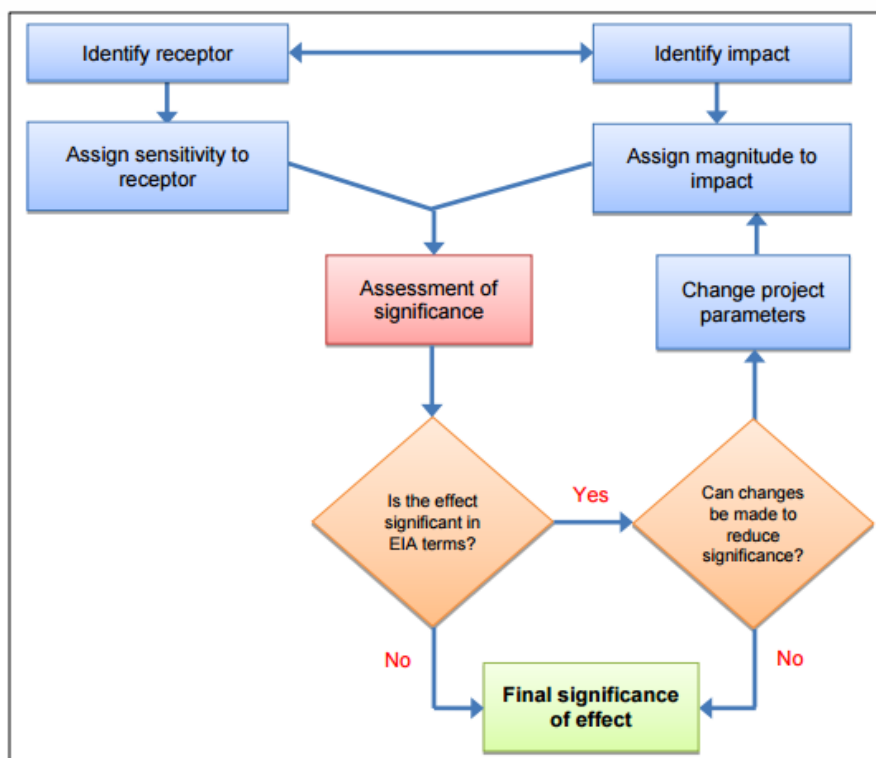 Identify receptor
Identify impact
Assign sensitivity to
receptor
Assign magnitude to
impact
Assessment of
significance
Change project
parameters
Is the effect
significant in
EIA terms?
Yes
Can changes
be made to
reduce
significance?
No
No
Final significance
of effect